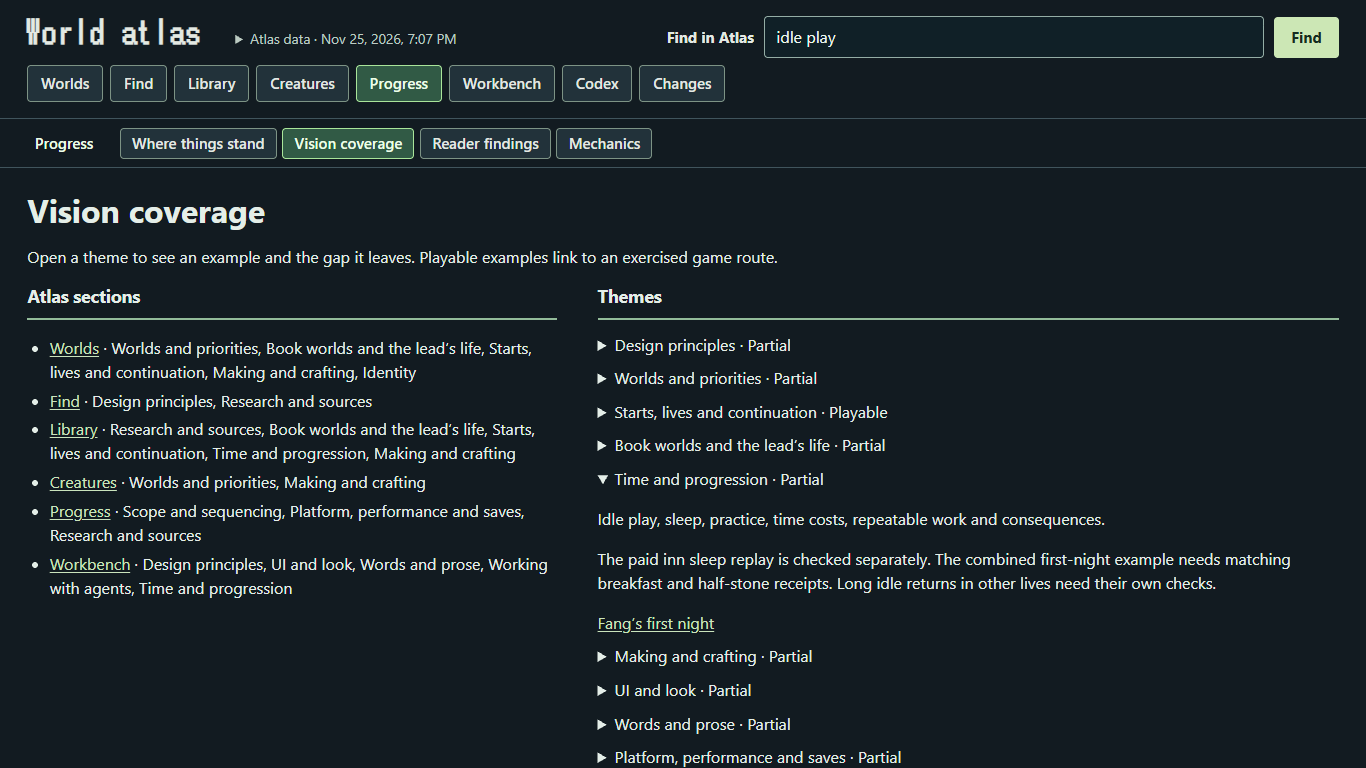 World atlas
▶ Atlas data · Nov 25, 2026, 7:07 PM
Find in Atlas
idle play
Find
Worlds
Find
Library
Creatures
Progress
Workbench
Codex
Changes
Progress
Where things stand
Vision coverage
Reader findings
Mechanics
Vision coverage
Open a theme to see an example and the gap it leaves. Playable examples link to an exercised game route.
Atlas sections
• Worlds · Worlds and priorities, Book worlds and the lead's life, Starts,
lives and continuation, Making and crafting, Identity
• Find · Design principles, Research and sources
• Library · Research and sources, Book worlds and the lead's life, Starts,
lives and continuation, Time and progression, Making and crafting
• Creatures · Worlds and priorities, Making and crafting
• Progress · Scope and sequencing, Platform, performance and saves,
Research and sources
• Workbench · Design principles, UI and look, Words and prose, Working
with agents, Time and progression
Themes
▶ Design principles · Partial
▶ Worlds and priorities · Partial
▶ Starts, lives and continuation · Playable
▶ Book worlds and the lead's life · Partial
▼ Time and progression · Partial
Idle play, sleep, practice, time costs, repeatable work and consequences.
The paid inn sleep replay is checked separately. The combined first-night example needs matching
breakfast and half-stone receipts. Long idle returns in other lives need their own checks.
Fang's first night
▶ Making and crafting · Partial
▶ UI and look · Partial
▶ Words and prose · Partial
▶ Platform, performance and saves · Partial